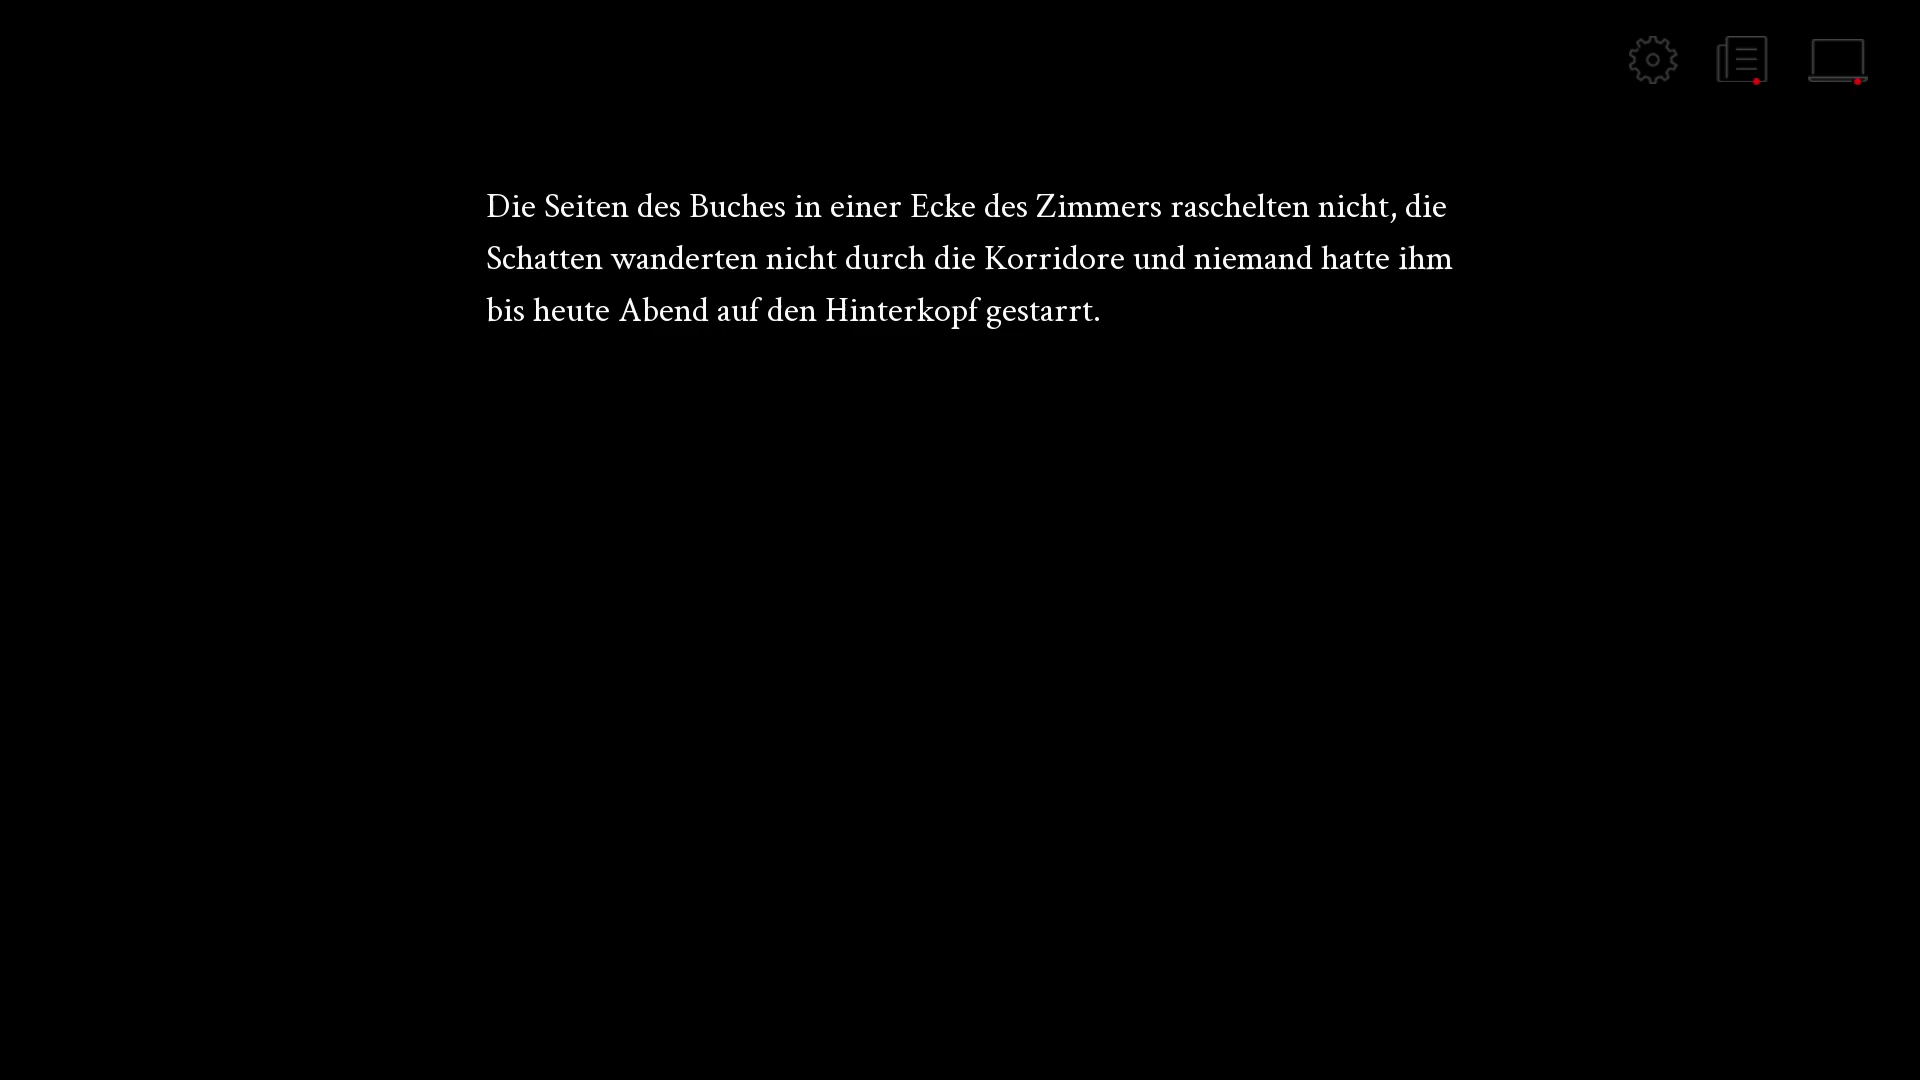 Die Seiten des Buches in einer Ecke des Zimmers raschelten nicht, die
Schatten wanderten nicht durch die Korridore und niemand hatte ihm
bis heute Abend auf den Hinterkopf gestarrt.